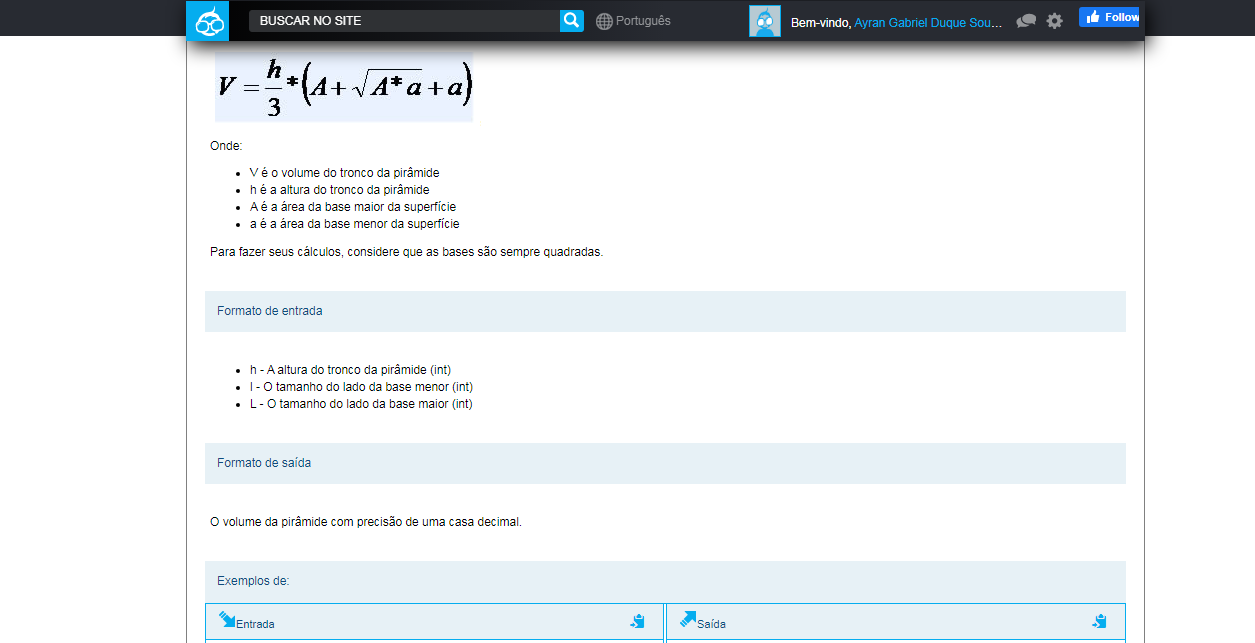 BUSCAR NO SITE
Português
Bem-vindo, Ayran Gabriel Duque Sou...
Follow
V = h/3 * (A + √A * a + a)
Onde:
V é o volume do tronco da pirâmide
h é a altura do tronco da pirâmide
A é a área da base maior da superfície
a é a área da base menor da superfície
Para fazer seus cálculos, considere que as bases são sempre quadradas.
Formato de entrada
h - A altura do tronco da pirâmide (int)
l - O tamanho do lado da base menor (int)
L - O tamanho do lado da base maior (int)
Formato de saída
O volume da pirâmide com precisão de uma casa decimal.
Exemplos de:
Entrada
Saída